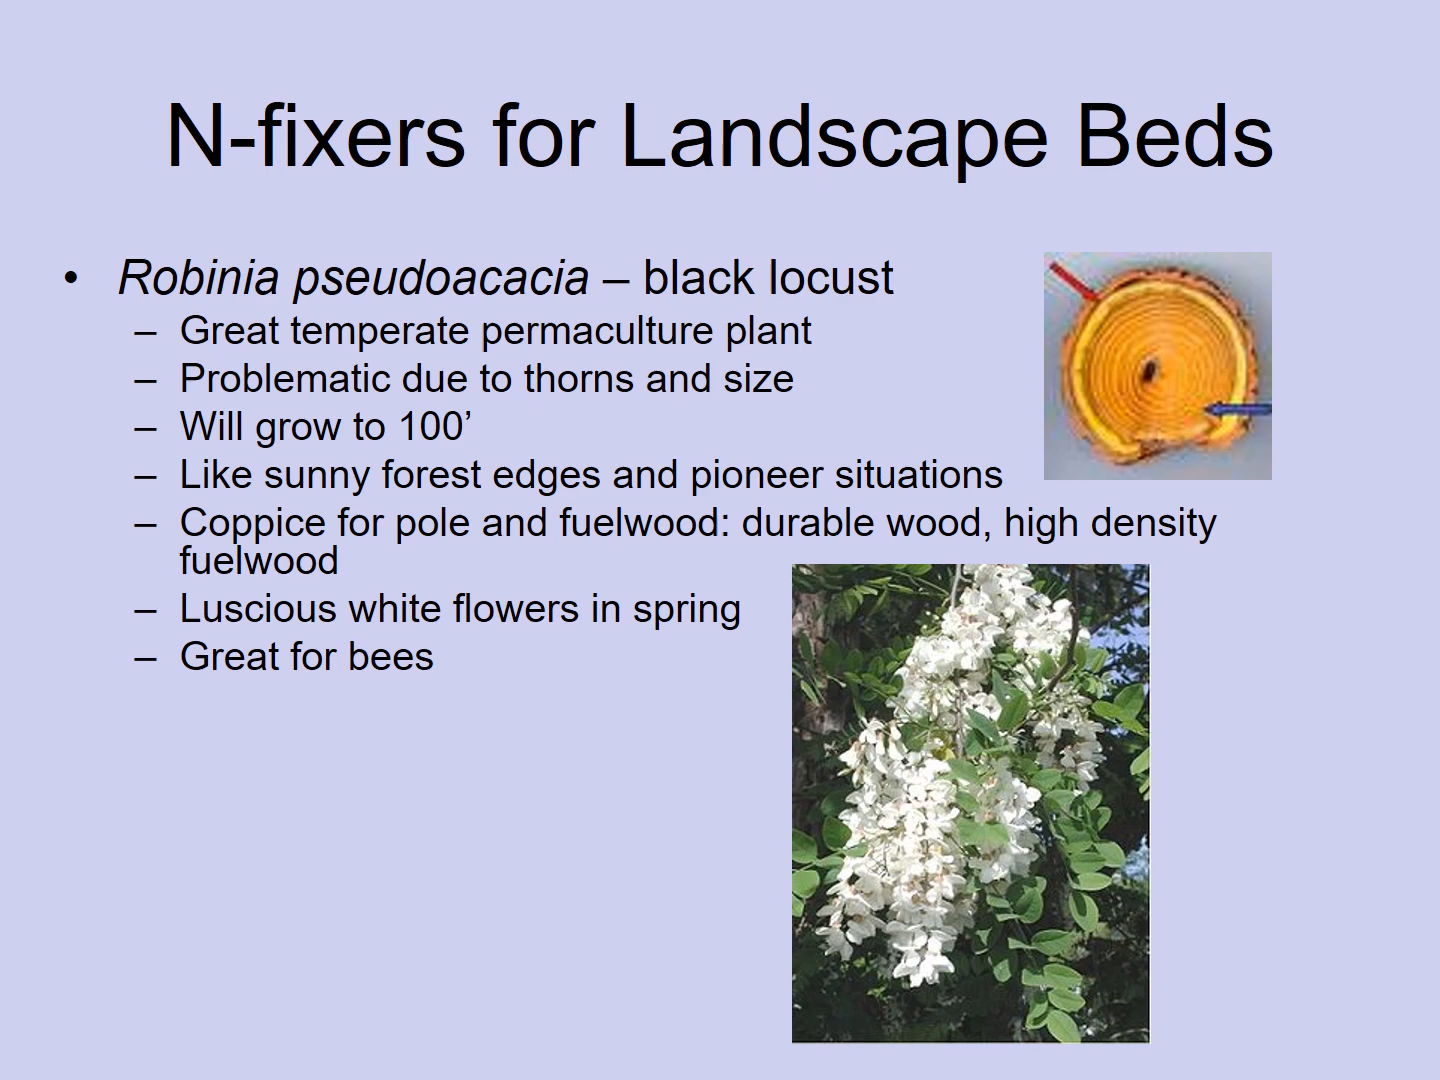 N-fixers for Landscape Beds
• Robinia pseudoacacia – black locust
– Great temperate permaculture plant
– Problematic due to thorns and size
– Will grow to 100’
– Like sunny forest edges and pioneer situations
– Coppice for pole and fuelwood: durable wood, high density
fuelwood
– Luscious white flowers in spring
– Great for bees